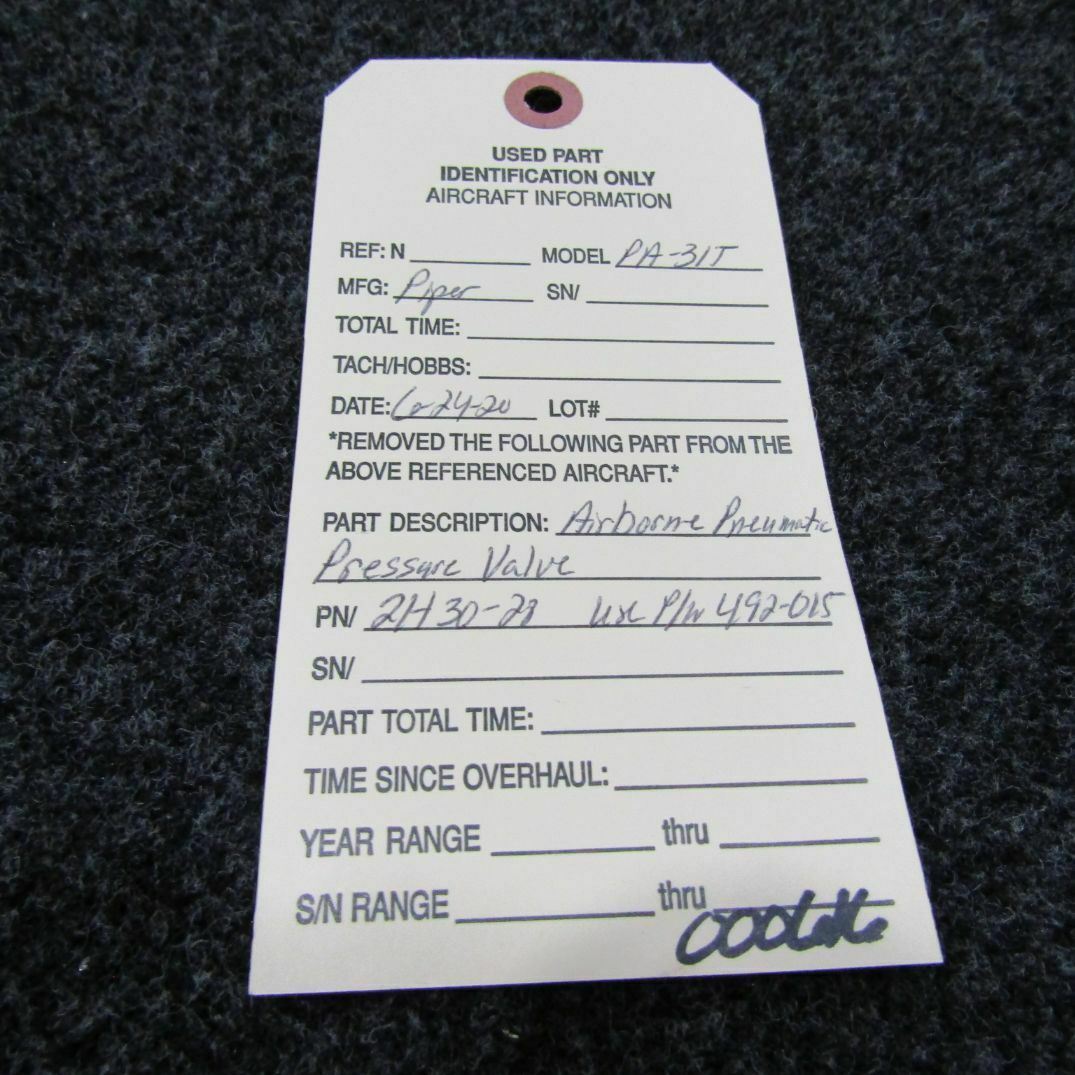 USED PART
IDENTIFICATION ONLY
AIRCRAFT INFORMATION
REF: N MODEL PA-31T
MFG: Piper SN/
TOTAL TIME:
TACH/HOBBS:
DATE: 6-24-20 LOT#
*REMOVED THE FOLLOWING PART FROM THE
ABOVE REFERENCED AIRCRAFT.*
PART DESCRIPTION: Airborne Pneumatic
Pressure Valve
PN/ 2H30-28 use P/N 492-015
SN/
PART TOTAL TIME:
TIME SINCE OVERHAUL:
YEAR RANGE thru
S/N RANGE thru